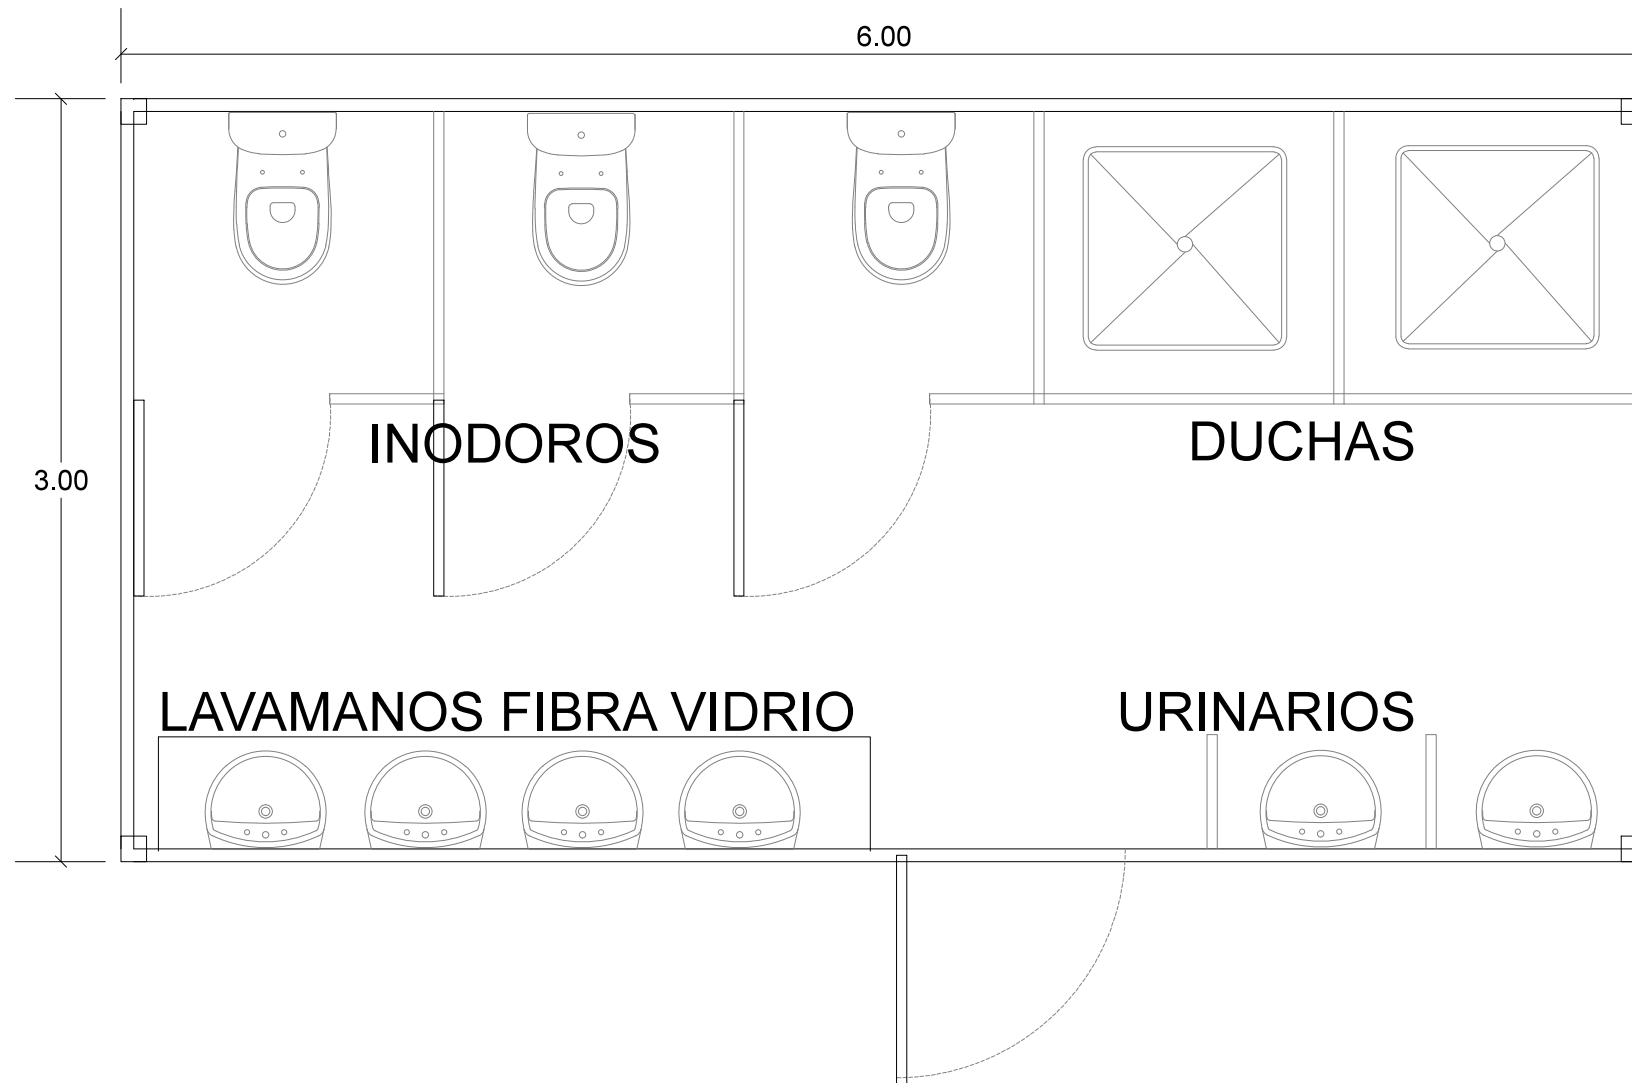 6.00
INODOROS
DUCHAS
3.00
LAVAMANOS FIBRA VIDRIO
URINARIOS